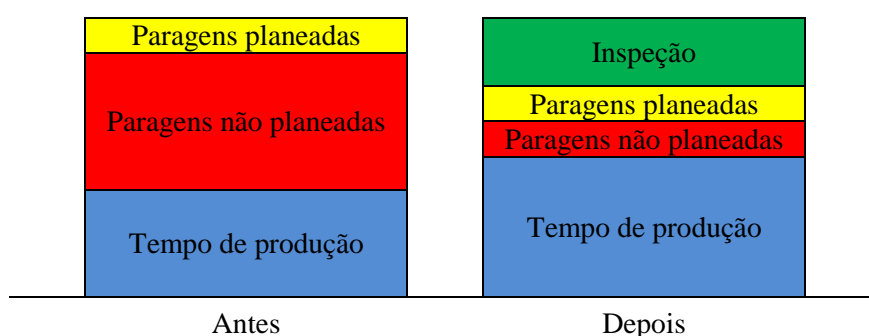 Paragens planeadas
Paragens não planeadas
Tempo de produção
Antes
Inspeção
Paragens planeadas
Paragens não planeadas
Tempo de produção
Depois